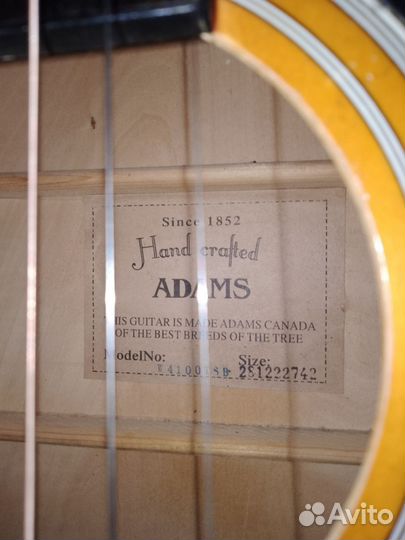 Since 1852
Hand crafted
ADAMS
THIS GUITAR IS MADE ADAMS CANADA
OF THE BEST BREEDS OF THE TREE
ModelNo: Size:
2S1222742
Avito